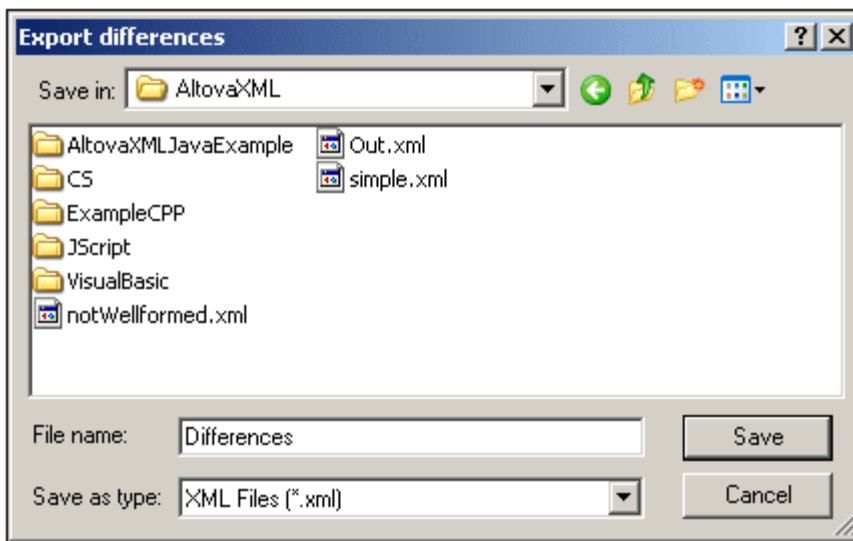 Export differences
Save in: AltovaXML
AltovaXMLJavaExample
CS
ExampleCPP
JScript
VisualBasic
notWellformed.xml
Out.xml
simple.xml
File name: Differences
Save
Save as type: XML Files (*.xml)
Cancel